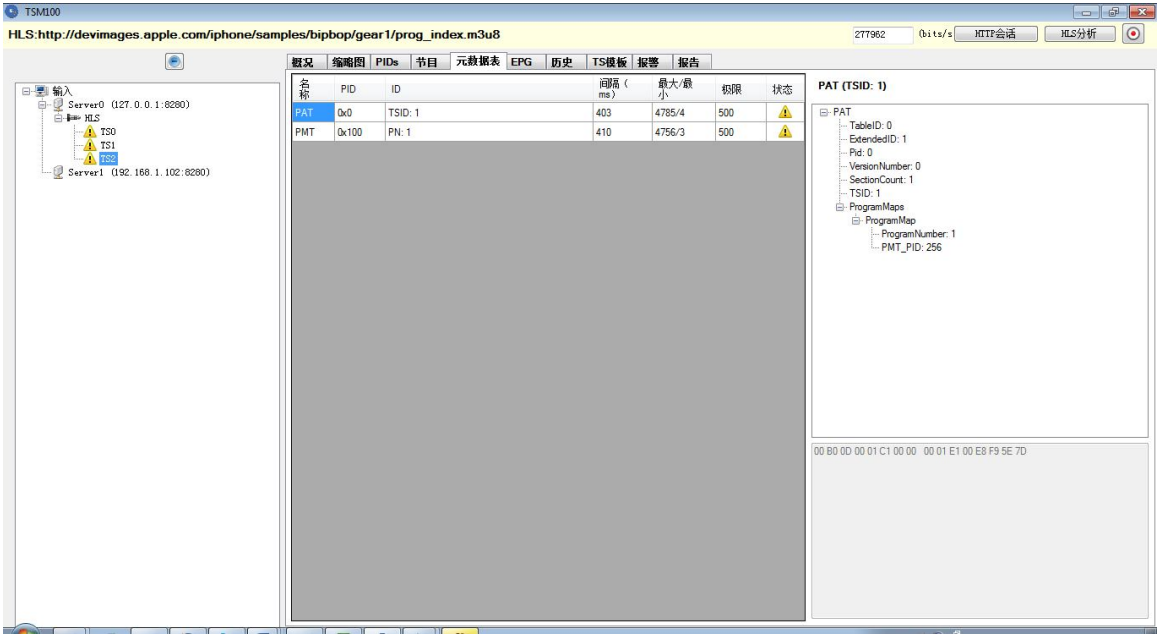 TSM100
HLS:http://devimages.apple.com/iphone/samples/bipbop/gear1/prog_index.m3u8
277962 (bits/s) HTTP会话 HLS分析
概况 缩略图 PIDs 节目 元数据表 EPG 历史 TS模板 报警 报告
输入
Server0 (127.0.0.1:8280)
HLS
TS0
TS1
TS2
Server1 (192.168.1.102:8280)
名称 PID ID 间隔(ms) 最大/最小 极限 状态
PAT 0x0 TSID: 1 403 4785/4 500
PMT 0x100 PN: 1 410 4756/3 500
PAT (TSID: 1)
PAT
TableID: 0
ExtendedID: 1
Pid: 0
VersionNumber: 0
SectionCount: 1
TSID: 1
ProgramMaps
ProgramMap
ProgramNumber: 1
PMT_PID: 256
00 B0 0D 00 01 C1 00 00 00 01 E1 00 E8 F9 5E 7D